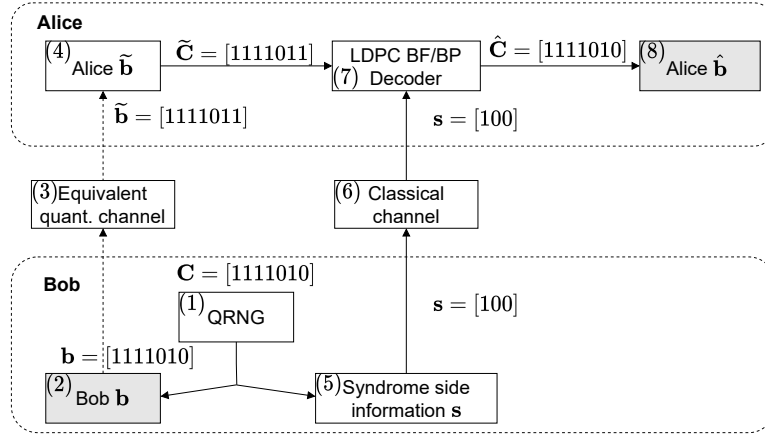 Alice
(4) Alice b̃
C̃ = [1111011]
LDPC BF/BP
(7) Decoder
Ĉ = [1111010]
(8) Alice b̂
b̃ = [1111011]
s = [100]
(3) Equivalent
quant. channel
(6) Classical
channel
Bob
C = [1111010]
(1) QRNG
s = [100]
b = [1111010]
(2) Bob b
(5) Syndrome side
information s